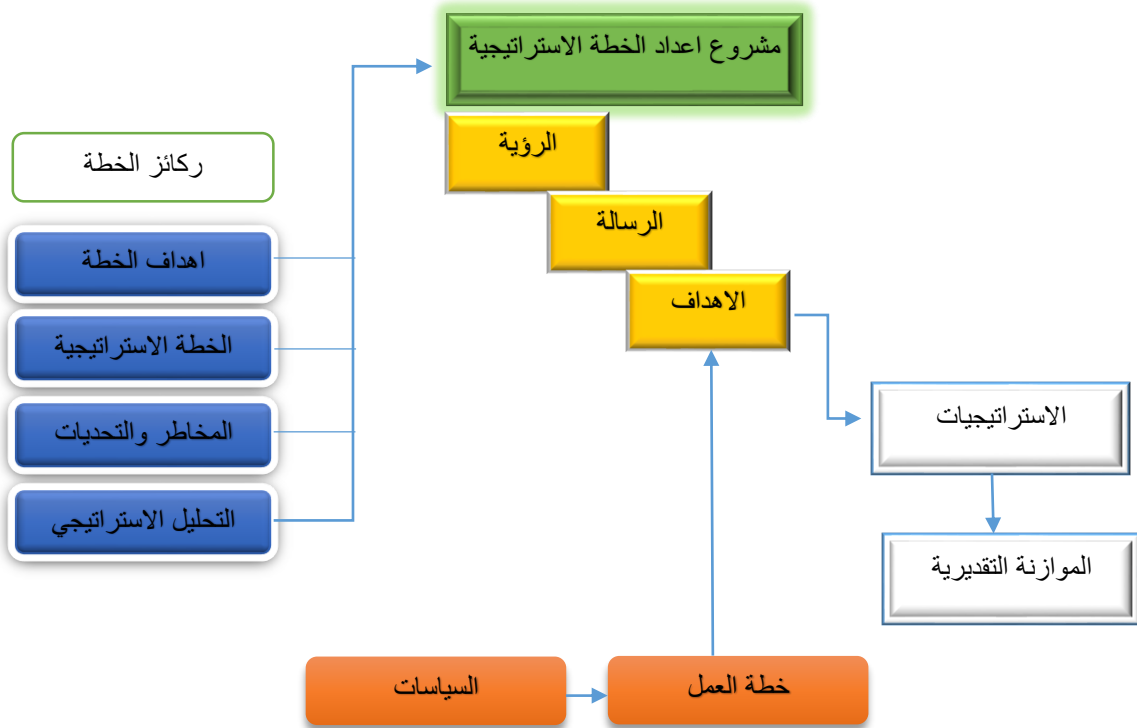 مشروع اعداد الخطة الاستراتيجية
الرؤية
ركائز الخطة
الرسالة
اهداف الخطة
الاهداف
الخطة الاستراتيجية
الاستراتيجيات
المخاطر والتحديات
التحليل الاستراتيجي
الموازنة التقديرية
خطة العمل
السياسات